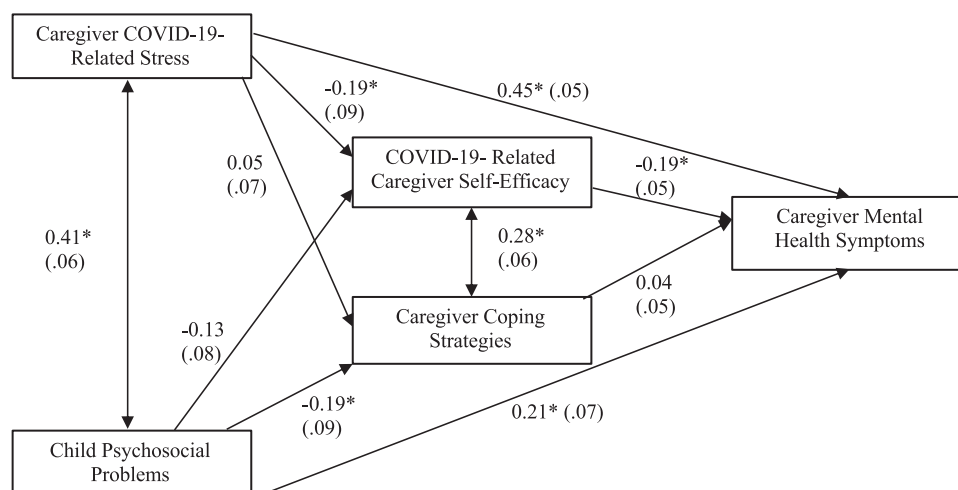 Caregiver COVID-19-
Related Stress
0.45* (.05)
-0.19*
(.09)
COVID-19- Related
Caregiver Self-Efficacy
-0.19*
(.05)
0.05
(.07)
Caregiver Mental
Health Symptoms
0.41*
(.06)
0.28*
(.06)
0.04
(.05)
Caregiver Coping
Strategies
-0.13
(.08)
-0.19*
(.09)
0.21* (.07)
Child Psychosocial
Problems